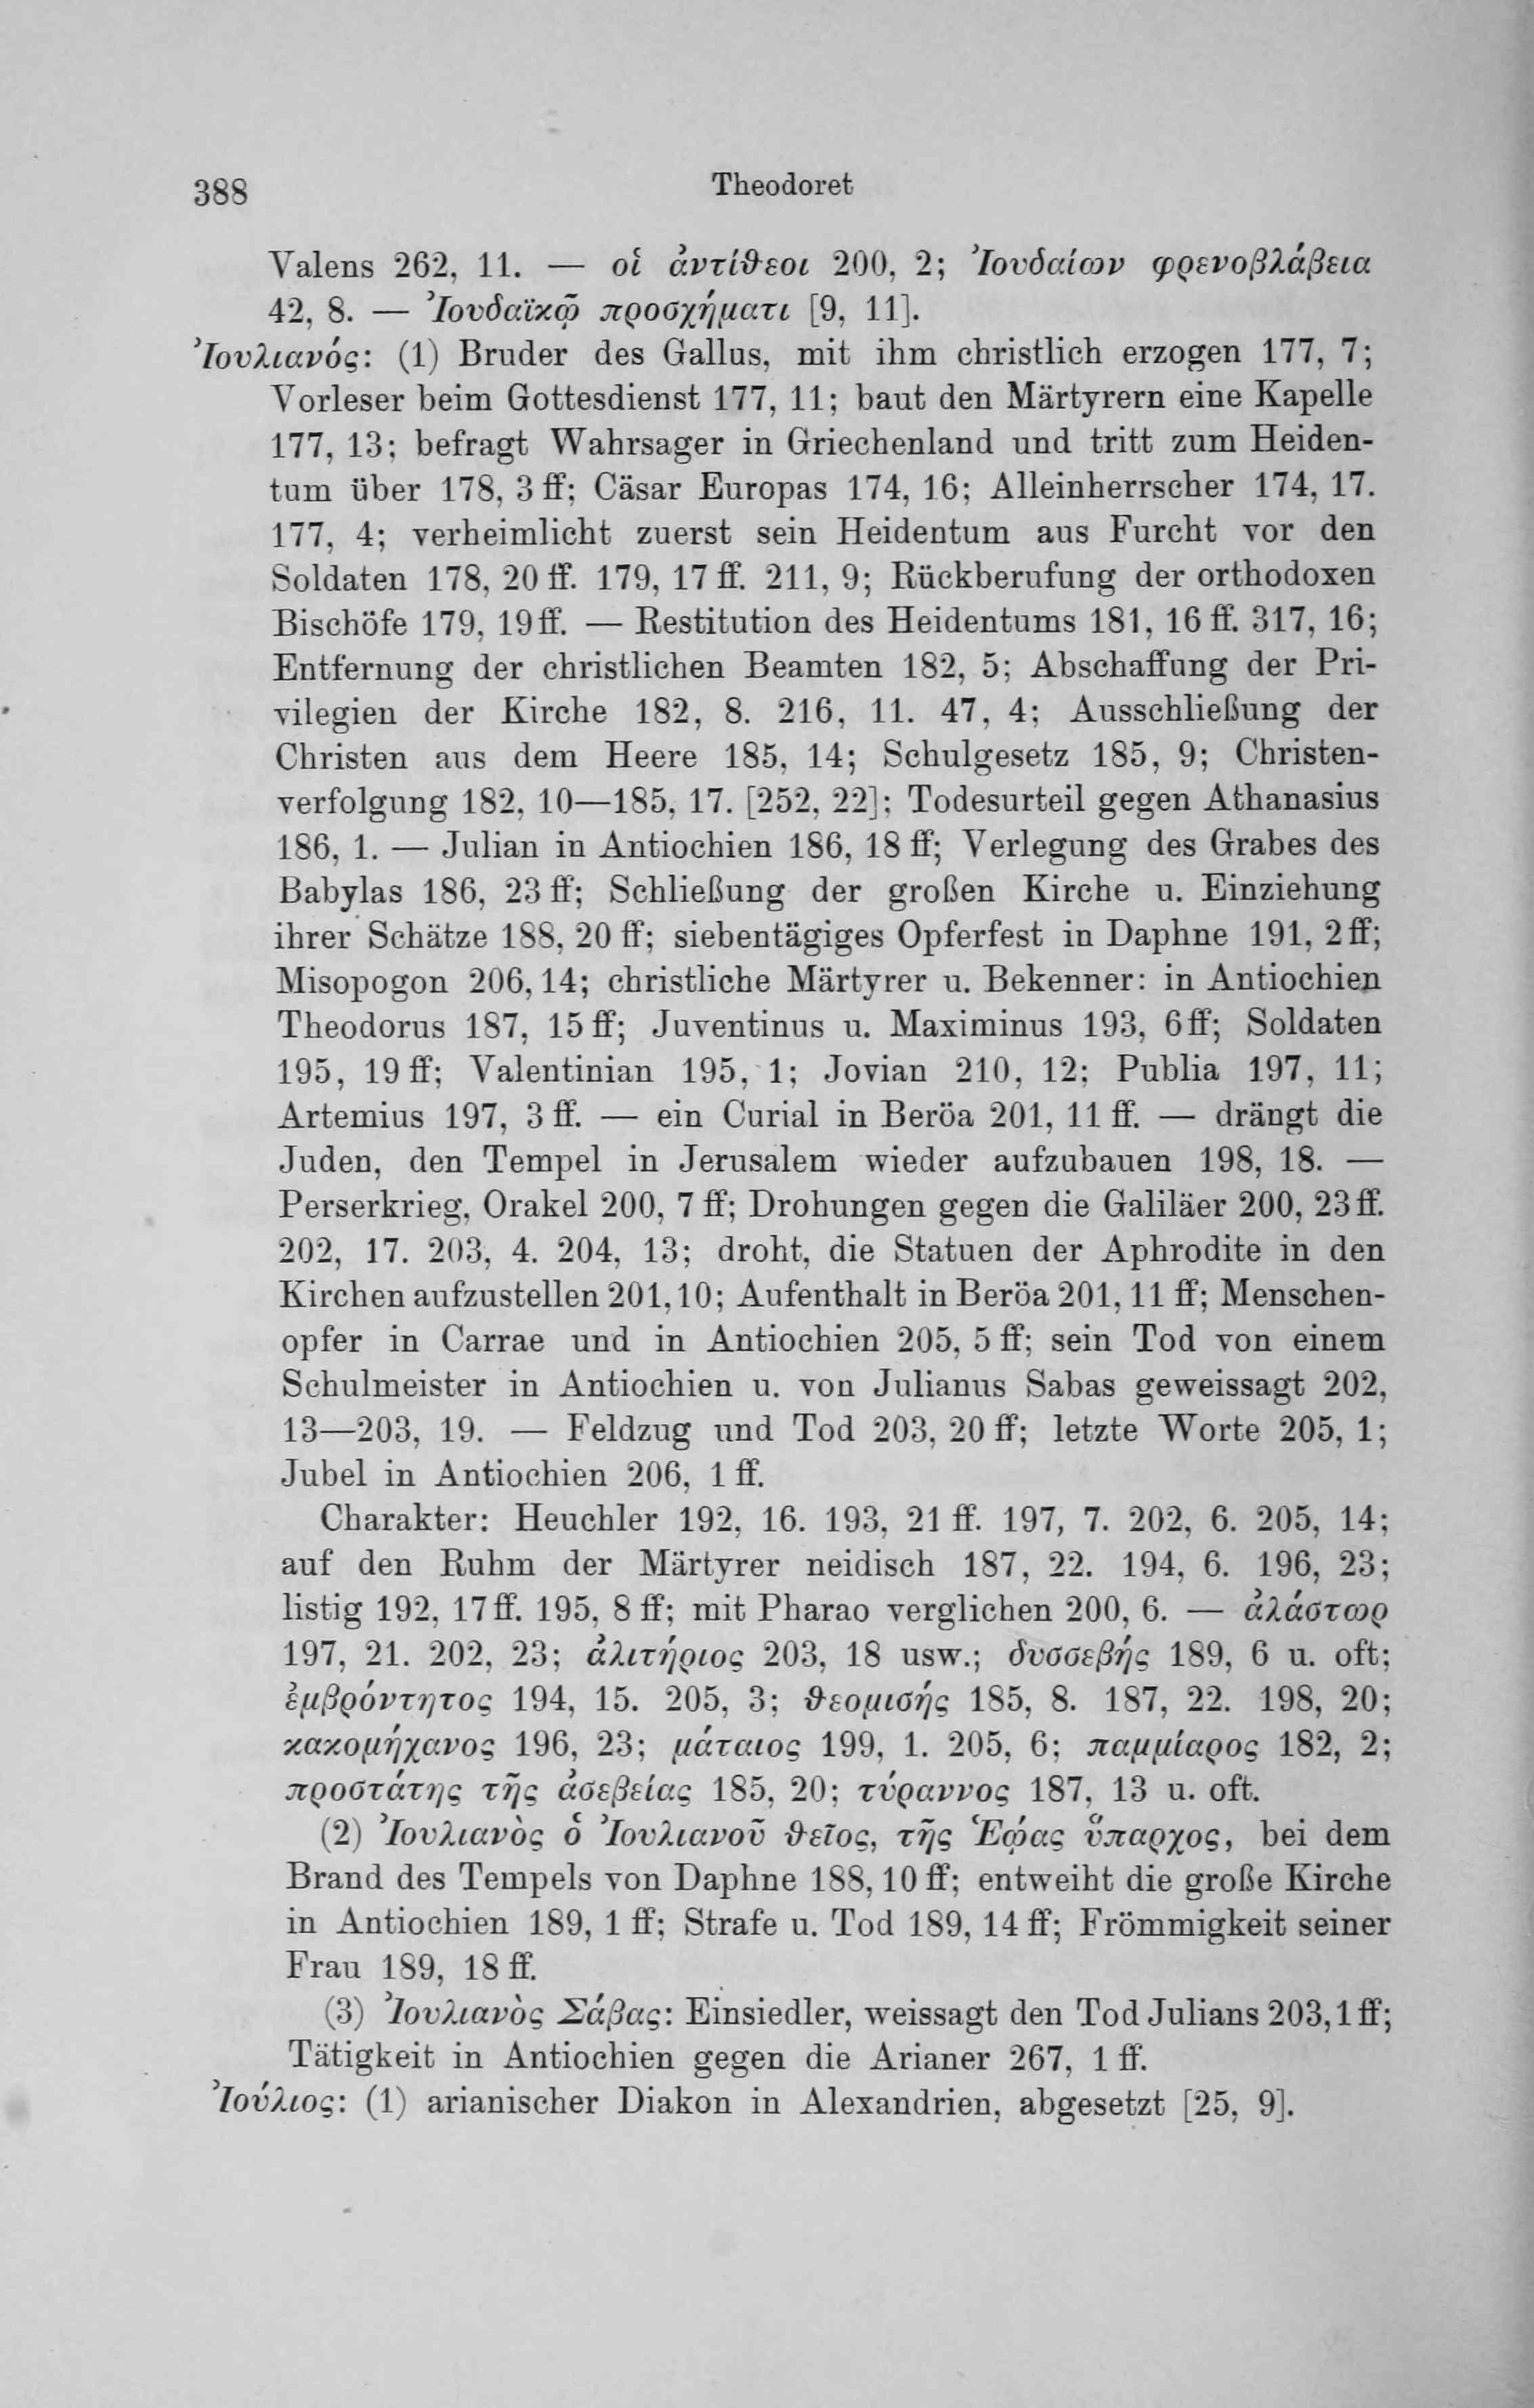 388
Theodoret
Valens 262, 11. — οἱ ἀντίθεοι 200, 2; Ἰουδαίων φρενοβλάβεια
42, 8. — Ἰουδαϊκῷ προσχήματι [9, 11].
Ἰουλιανός: (1) Bruder des Gallus, mit ihm christlich erzogen 177, 7;
Vorleser beim Gottesdienst 177, 11; baut den Märtyrern eine Kapelle
177, 13; befragt Wahrsager in Griechenland und tritt zum Heiden-
tum über 178, 3 ff; Cäsar Europas 174, 16; Alleinherrscher 174, 17.
177, 4; verheimlicht zuerst sein Heidentum aus Furcht vor den
Soldaten 178, 20 ff. 179, 17 ff. 211, 9; Rückberufung der orthodoxen
Bischöfe 179, 19 ff. — Restitution des Heidentums 181, 16 ff. 317, 16;
Entfernung der christlichen Beamten 182, 5; Abschaffung der Pri-
vilegien der Kirche 182, 8. 216, 11. 47, 4; Ausschließung der
Christen aus dem Heere 185, 14; Schulgesetz 185, 9; Christen-
verfolgung 182, 10—185, 17. [252, 22]; Todesurteil gegen Athanasius
186, 1. — Julian in Antiochien 186, 18 ff; Verlegung des Grabes des
Babylas 186, 23 ff; Schließung der großen Kirche u. Einziehung
ihrer Schätze 188, 20 ff; siebentägiges Opferfest in Daphne 191, 2 ff;
Misopogon 206, 14; christliche Märtyrer u. Bekenner: in Antiochien
Theodorus 187, 15 ff; Juventinus u. Maximinus 193, 6 ff; Soldaten
195, 19 ff; Valentinian 195, 1; Jovian 210, 12; Publia 197, 11;
Artemius 197, 3 ff. — ein Curial in Beröa 201, 11 ff. — drängt die
Juden, den Tempel in Jerusalem wieder aufzubauen 198, 18. —
Perserkrieg, Orakel 200, 7 ff; Drohungen gegen die Galiläer 200, 23 ff.
202, 17. 203, 4. 204, 13; droht, die Statuen der Aphrodite in den
Kirchen aufzustellen 201, 10; Aufenthalt in Beröa 201, 11 ff; Menschen-
opfer in Carrae und in Antiochien 205, 5 ff; sein Tod von einem
Schulmeister in Antiochien u. von Julianus Sabas geweissagt 202,
13—203, 19. — Feldzug und Tod 203, 20 ff; letzte Worte 205, 1;
Jubel in Antiochien 206, 1 ff.
Charakter: Heuchler 192, 16. 193, 21 ff. 197, 7. 202, 6. 205, 14;
auf den Ruhm der Märtyrer neidisch 187, 22. 194, 6. 196, 23;
listig 192, 17 ff. 195, 8 ff; mit Pharao verglichen 200, 6. — ἀλάστωρ
197, 21. 202, 23; ἀλιτήριος 203, 18 usw.; δυσσεβής 189, 6 u. oft;
ἐμβρόντητος 194, 15. 205, 3; θεομισής 185, 8. 187, 22. 198, 20;
κακομήχανος 196, 23; μάταιος 199, 1. 205, 6; παμμίαρος 182, 2;
προστάτης τῆς ἀσεβείας 185, 20; τύραννος 187, 13 u. oft.
(2) Ἰουλιανὸς ὁ Ἰουλιανοῦ θεῖος, τῆς Ἑῴας ὕπαρχος, bei dem
Brand des Tempels von Daphne 188, 10 ff; entweiht die große Kirche
in Antiochien 189, 1 ff; Strafe u. Tod 189, 14 ff; Frömmigkeit seiner
Frau 189, 18 ff.
(3) Ἰουλιανὸς Σάβας: Einsiedler, weissagt den Tod Julians 203, 1 ff;
Tätigkeit in Antiochien gegen die Arianer 267, 1 ff.
Ἰούλιος: (1) arianischer Diakon in Alexandrien, abgesetzt [25, 9].